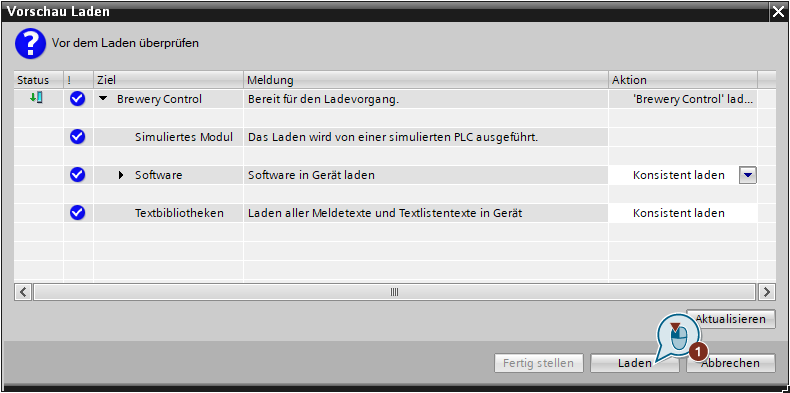 Vorschau Laden
Vor dem Laden überprüfen
Status ! Ziel Meldung Aktion
Brewery Control Bereit für den Ladevorgang. 'Brewery Control' lad...
Simuliertes Modul Das Laden wird von einer simulierten PLC ausgeführt.
Software Software in Gerät laden Konsistent laden
Textbibliotheken Laden aller Meldetexte und Textlistentexte in Gerät Konsistent laden
Aktualisieren
1
Fertig stellen Laden Abbrechen